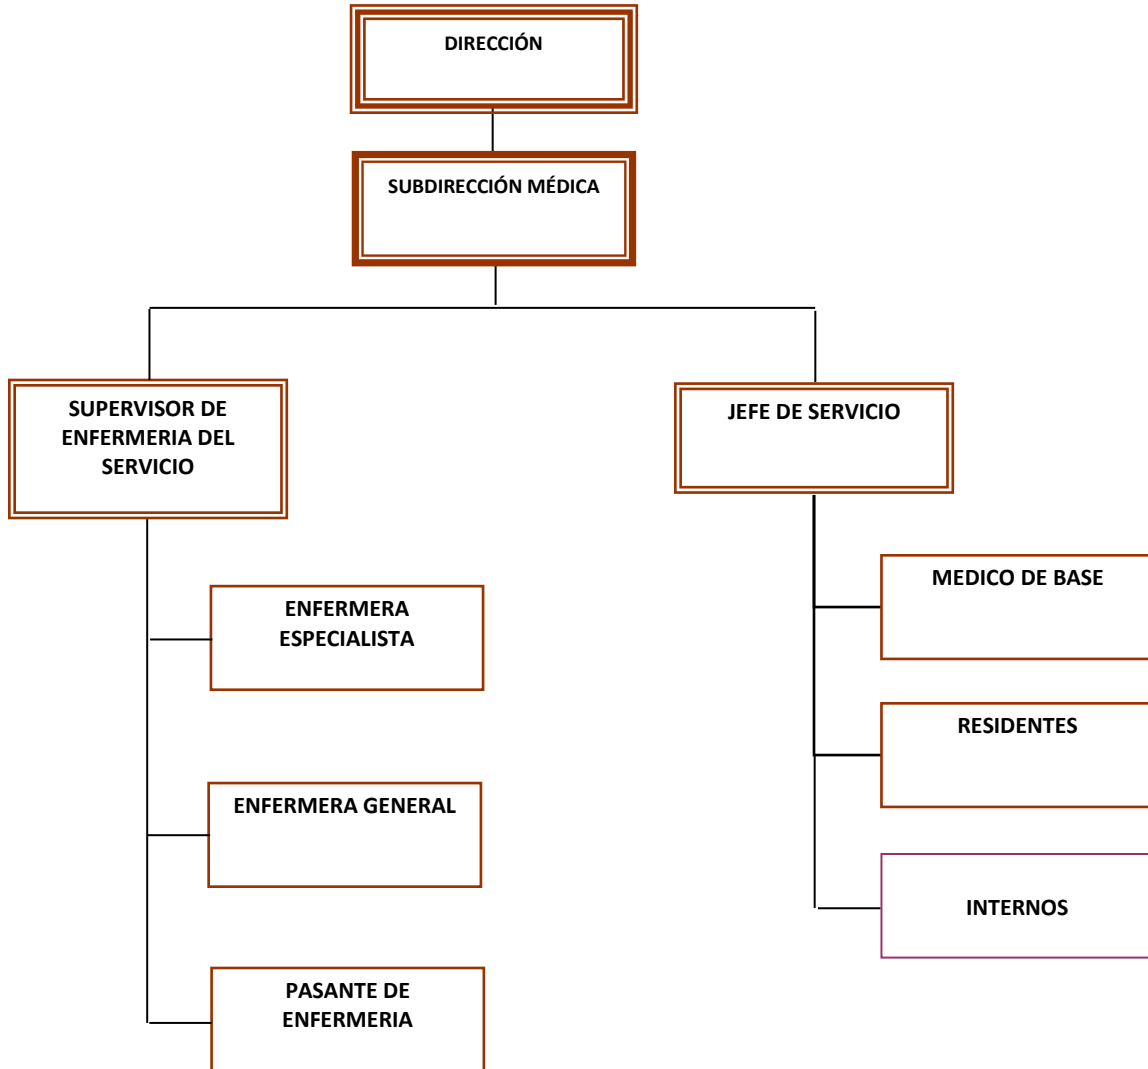 DIRECCIÓN
SUBDIRECCIÓN MÉDICA
SUPERVISOR DE
ENFERMERIA DEL
SERVICIO
JEFE DE SERVICIO
ENFERMERA
ESPECIALISTA
MEDICO DE BASE
RESIDENTES
ENFERMERA GENERAL
INTERNOS
PASANTE DE
ENFERMERIA